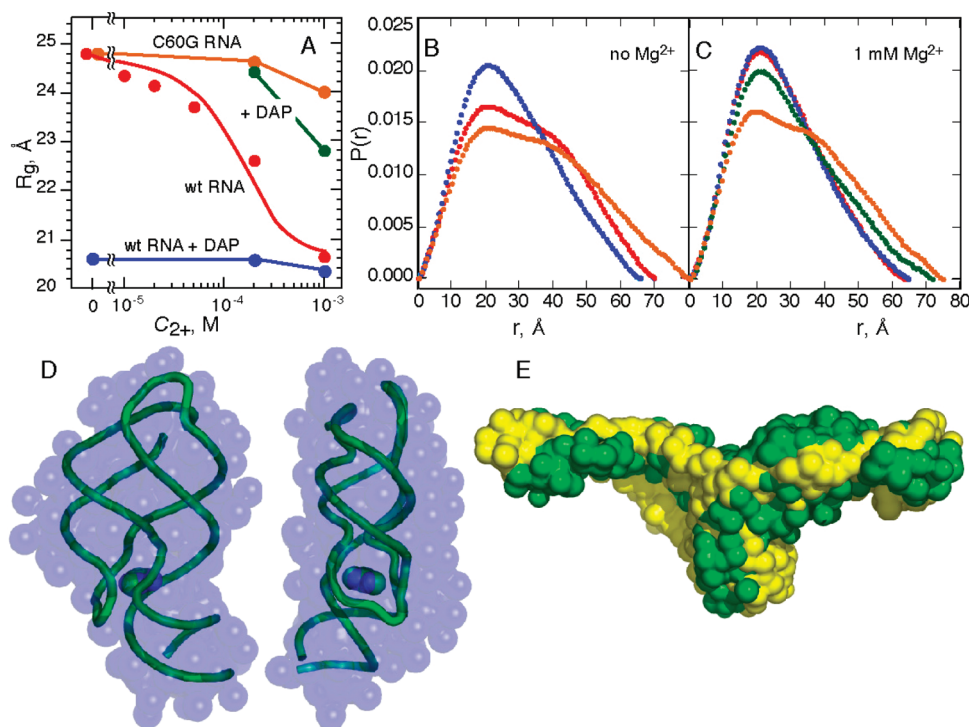 A
C60G RNA
+ DAP
wt RNA
wt RNA + DAP
Rg, Å
25
24
23
22
21
20
0 10⁻⁵ 10⁻⁴ 10⁻³
C2+, M
B
no Mg2+
P(r)
0.020
0.015
0.010
0.005
0.000
0 10 20 30 40 50 60 70
r, Å
C
1 mM Mg2+
0 10 20 30 40 50 60 70 80
r, Å
D
E